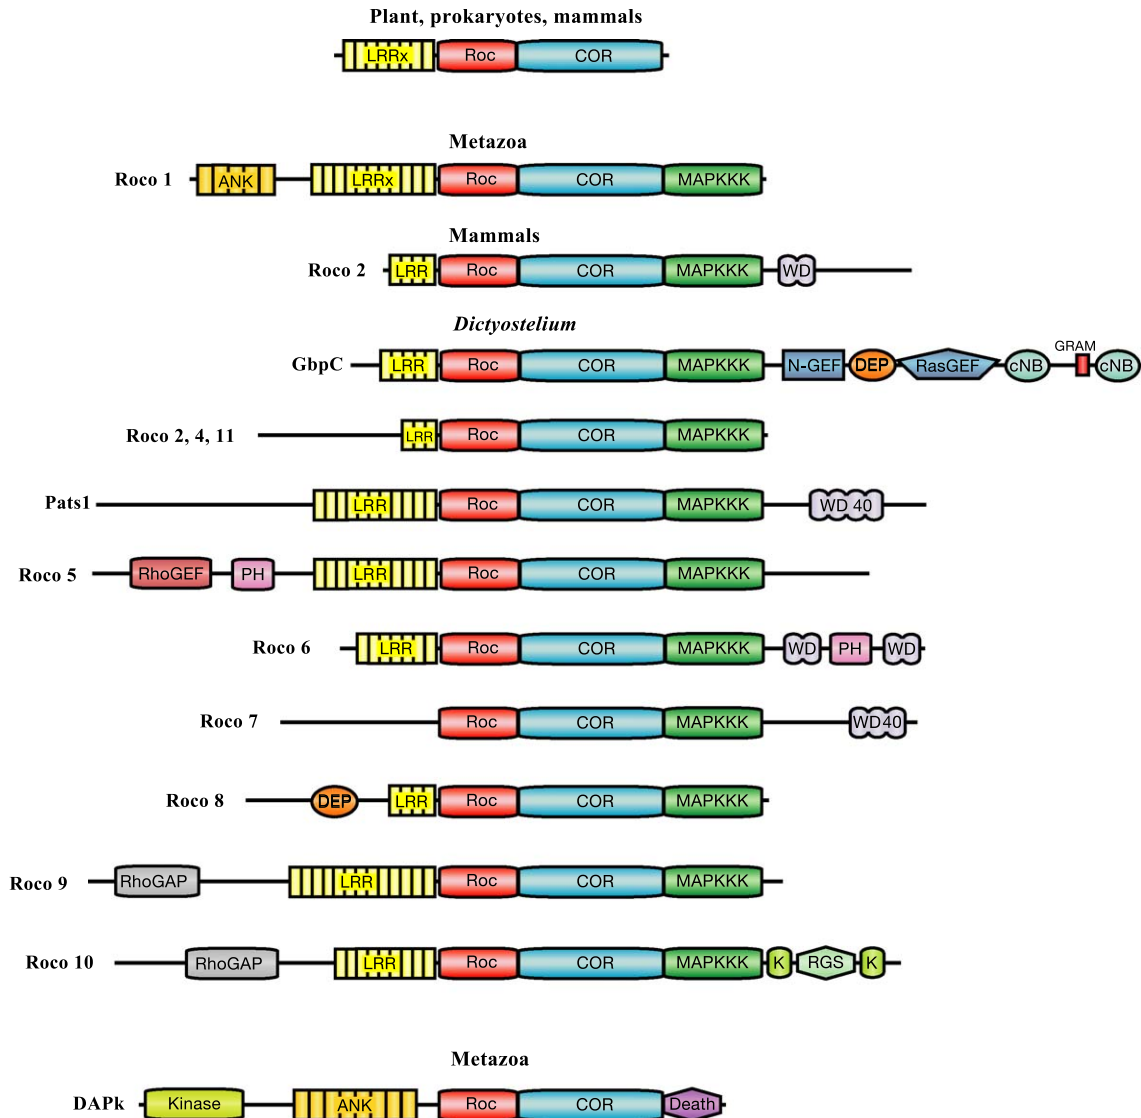 Plant, prokaryotes, mammals
LRRx Roc COR
Metazoa
Roco 1 ANK LRRx Roc COR MAPKKK
Mammals
Roco 2 LRR Roc COR MAPKKK WD
Dictyostelium
GRAM
GbpC LRR Roc COR MAPKKK N-GEF DEP RasGEF cNB cNB
Roco 2, 4, 11 LRR Roc COR MAPKKK
Pats1 LRR Roc COR MAPKKK WD 40
Roco 5 RhoGEF PH LRR Roc COR MAPKKK
Roco 6 LRR Roc COR MAPKKK WD PH WD
Roco 7 Roc COR MAPKKK WD40
Roco 8 DEP LRR Roc COR MAPKKK
Roco 9 RhoGAP LRR Roc COR MAPKKK
Roco 10 RhoGAP LRR Roc COR MAPKKK K RGS K
Metazoa
DAPk Kinase ANK Roc COR Death